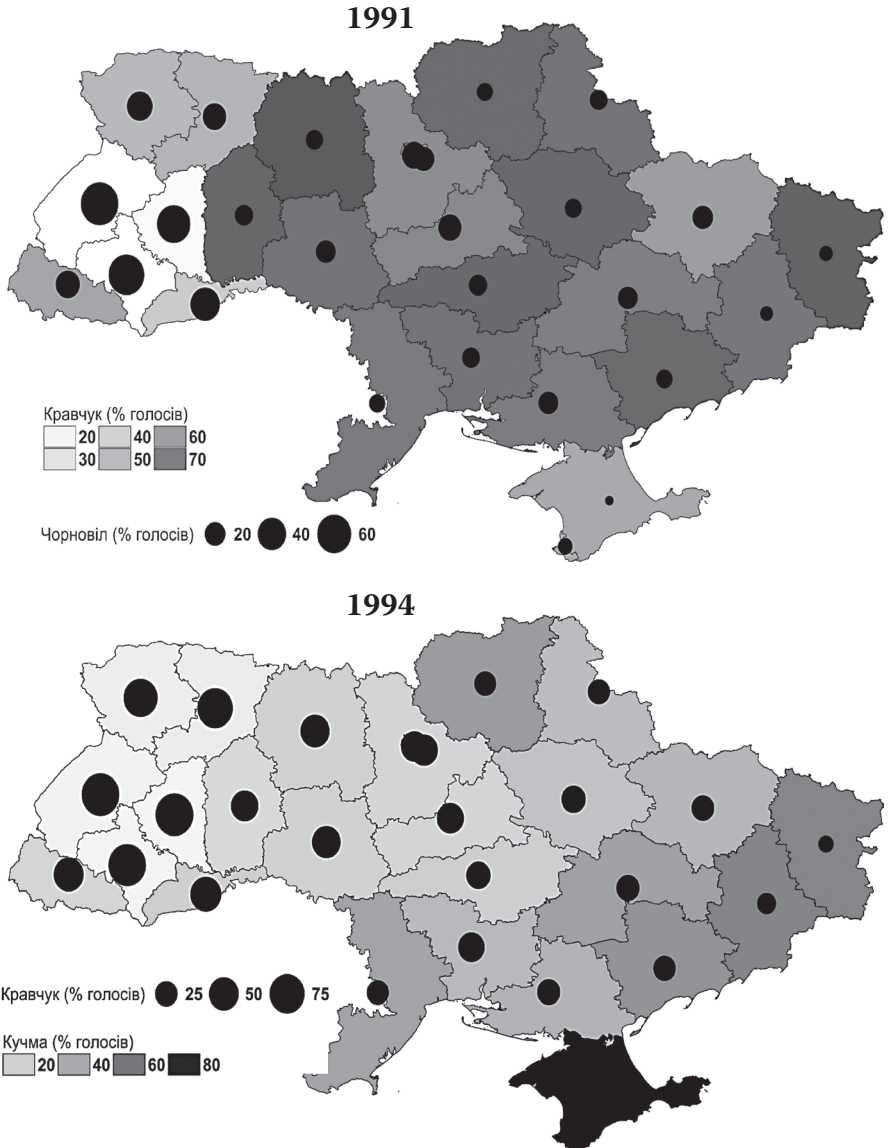 1991
Кравчук (% голосів)
20 40 60
30 50 70
Чорновіл (% голосів) 20 40 60
1994
Кравчук (% голосів) 25 50 75
Кучма (% голосів)
20 40 60 80